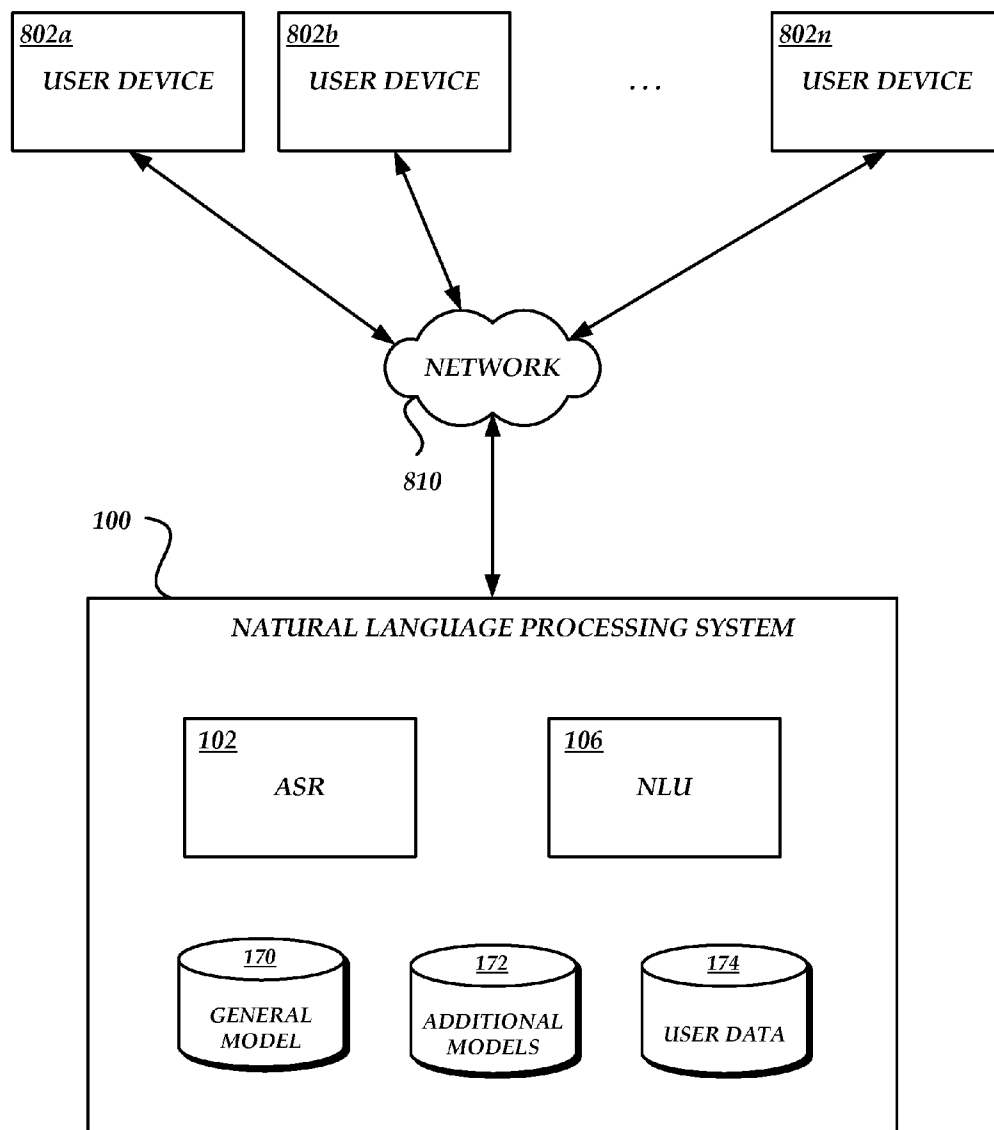 802a
USER DEVICE
802b
USER DEVICE
...
802n
USER DEVICE
NETWORK
810
100
NATURAL LANGUAGE PROCESSING SYSTEM
102
ASR
106
NLU
170
GENERAL
MODEL
172
ADDITIONAL
MODELS
174
USER DATA